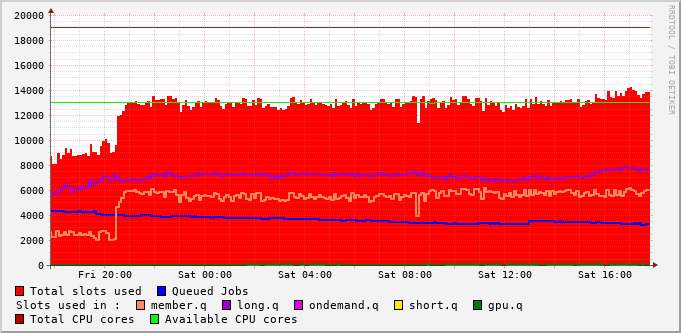 20000
18000
16000
14000
12000
10000
8000
6000
4000
2000
0
Fri 20:00 Sat 00:00 Sat 04:00 Sat 08:00 Sat 12:00 Sat 16:00
Total slots used Queued Jobs
Slots used in : member.q long.q ondemand.q short.q gpu.q
Total CPU cores Available CPU cores
RRDTOOL / TOBI OETIKER